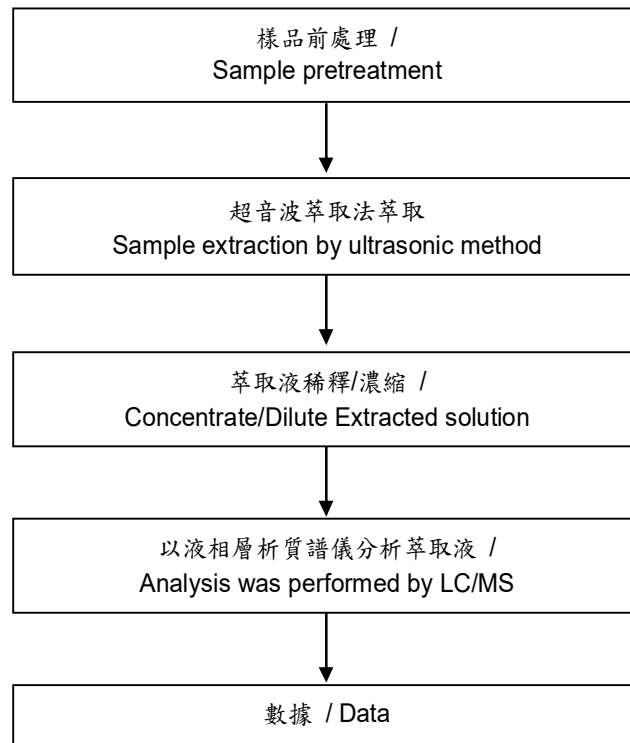 樣品前處理 /
Sample pretreatment
超音波萃取法萃取
Sample extraction by ultrasonic method
萃取液稀釋/濃縮 /
Concentrate/Dilute Extracted solution
以液相層析質譜儀分析萃取液 /
Analysis was performed by LC/MS
數據 / Data